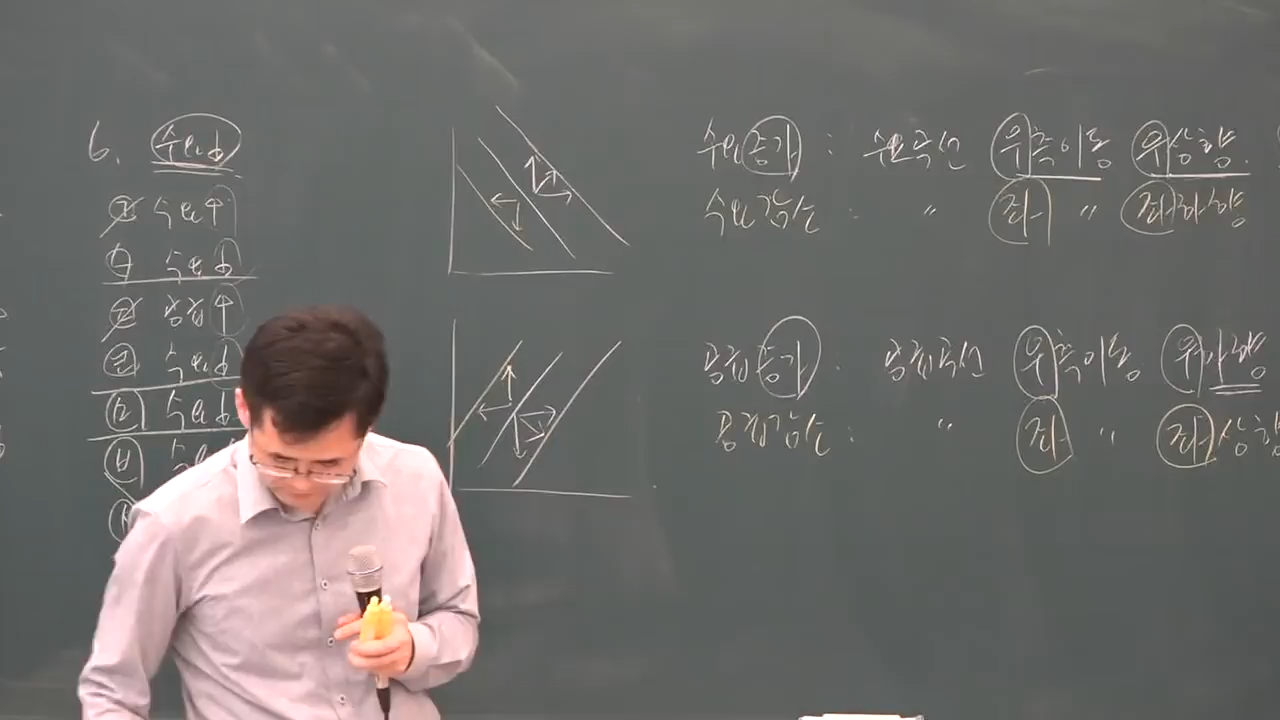 6. 수요↓
㉠ 수요↑
㉡ 수요↓
㉢ 공급↑
㉣ 수요↓
㉤ 수요↓
㉥ 수요
수요증가 : 수요곡선 우측이동 우상향.
수요감소 : 〃 좌 〃 좌하향
공급증가 : 공급곡선 우측이동 우하향
공급감소 : 〃 좌 〃 좌상향